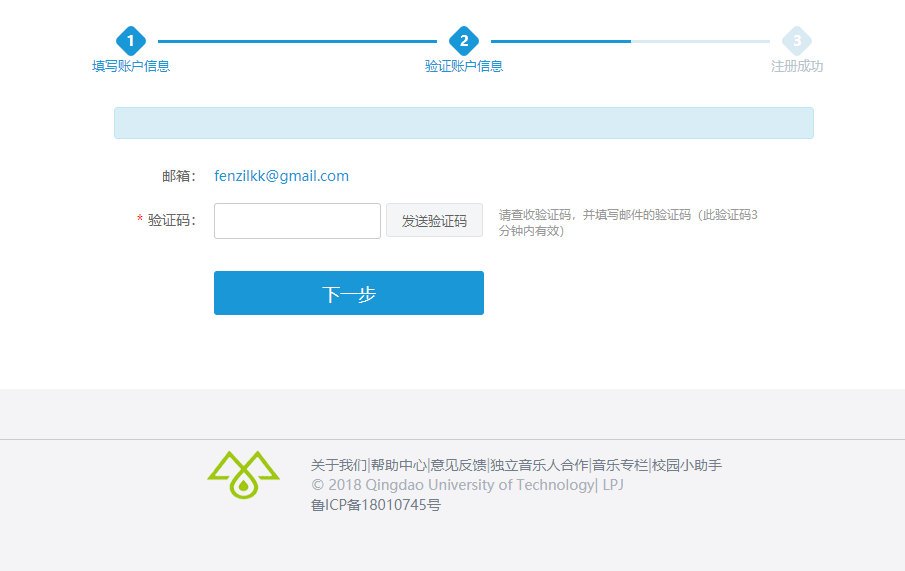 1 2 3
填写账户信息 验证账户信息 注册成功
邮箱： fenzilkk@gmail.com
* 验证码： 发送验证码 请查收验证码，并填写邮件的验证码（此验证码3
分钟内有效）
下一步
关于我们|帮助中心|意见反馈|独立音乐人合作|音乐专栏|校园小助手
© 2018 Qingdao University of Technology| LPJ
鲁ICP备18010745号